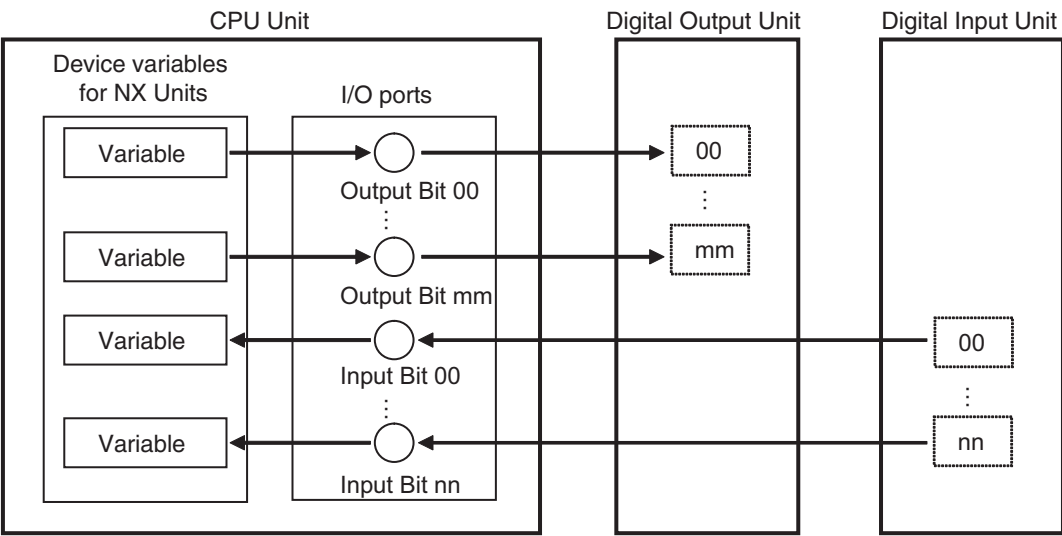 CPU Unit
Digital Output Unit
Digital Input Unit
Device variables
for NX Units
I/O ports
Variable
00
Output Bit 00
Variable
mm
Output Bit mm
Variable
00
Input Bit 00
Variable
nn
Input Bit nn